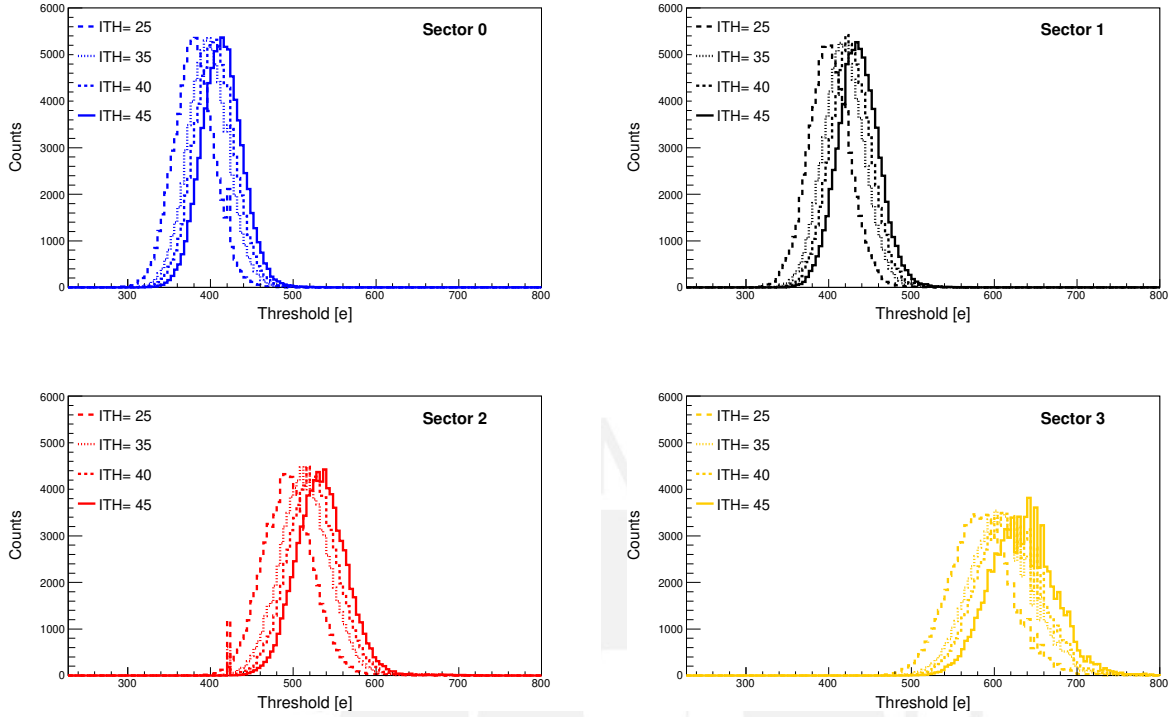 6000
5000
4000
3000
2000
1000
0
Counts
ITH= 25
ITH= 35
ITH= 40
ITH= 45
Sector 0
300 400 500 600 700 800
Threshold [e]
6000
5000
4000
3000
2000
1000
0
Counts
ITH= 25
ITH= 35
ITH= 40
ITH= 45
Sector 1
300 400 500 600 700 800
Threshold [e]
6000
5000
4000
3000
2000
1000
0
Counts
ITH= 25
ITH= 35
ITH= 40
ITH= 45
Sector 2
300 400 500 600 700 800
Threshold [e]
6000
5000
4000
3000
2000
1000
0
Counts
ITH= 25
ITH= 35
ITH= 40
ITH= 45
Sector 3
300 400 500 600 700 800
Threshold [e]